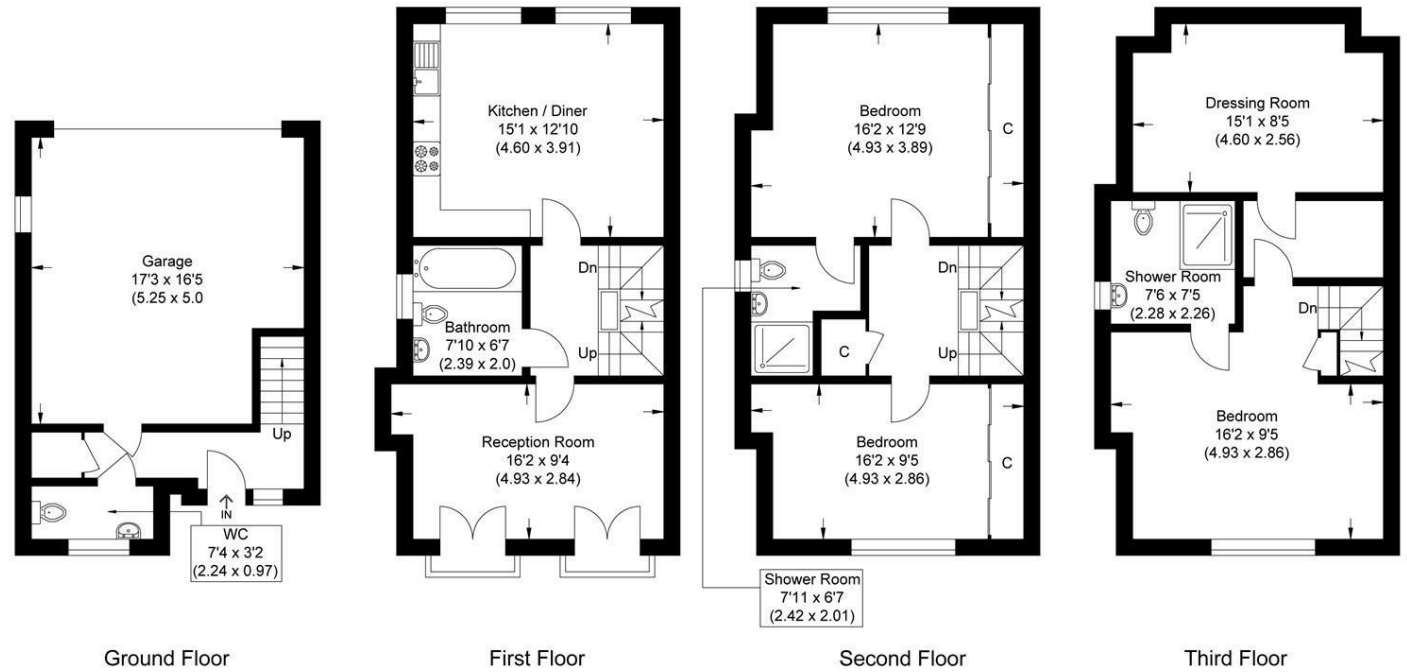 Garage
17'3 x 16'5
(5.25 x 5.0
Up
IN
WC
7'4 x 3'2
(2.24 x 0.97)
Ground Floor
Kitchen / Diner
15'1 x 12'10
(4.60 x 3.91)
Dn
Up
Bathroom
7'10 x 6'7
(2.39 x 2.0)
Reception Room
16'2 x 9'4
(4.93 x 2.84)
First Floor
Bedroom
16'2 x 12'9
(4.93 x 3.89)
C
Dn
Up
C
Bedroom
16'2 x 9'5
(4.93 x 2.86)
C
Shower Room
7'11 x 6'7
(2.42 x 2.01)
Second Floor
Dressing Room
15'1 x 8'5
(4.60 x 2.56)
Shower Room
7'6 x 7'5
(2.28 x 2.26)
Dn
Bedroom
16'2 x 9'5
(4.93 x 2.86)
Third Floor